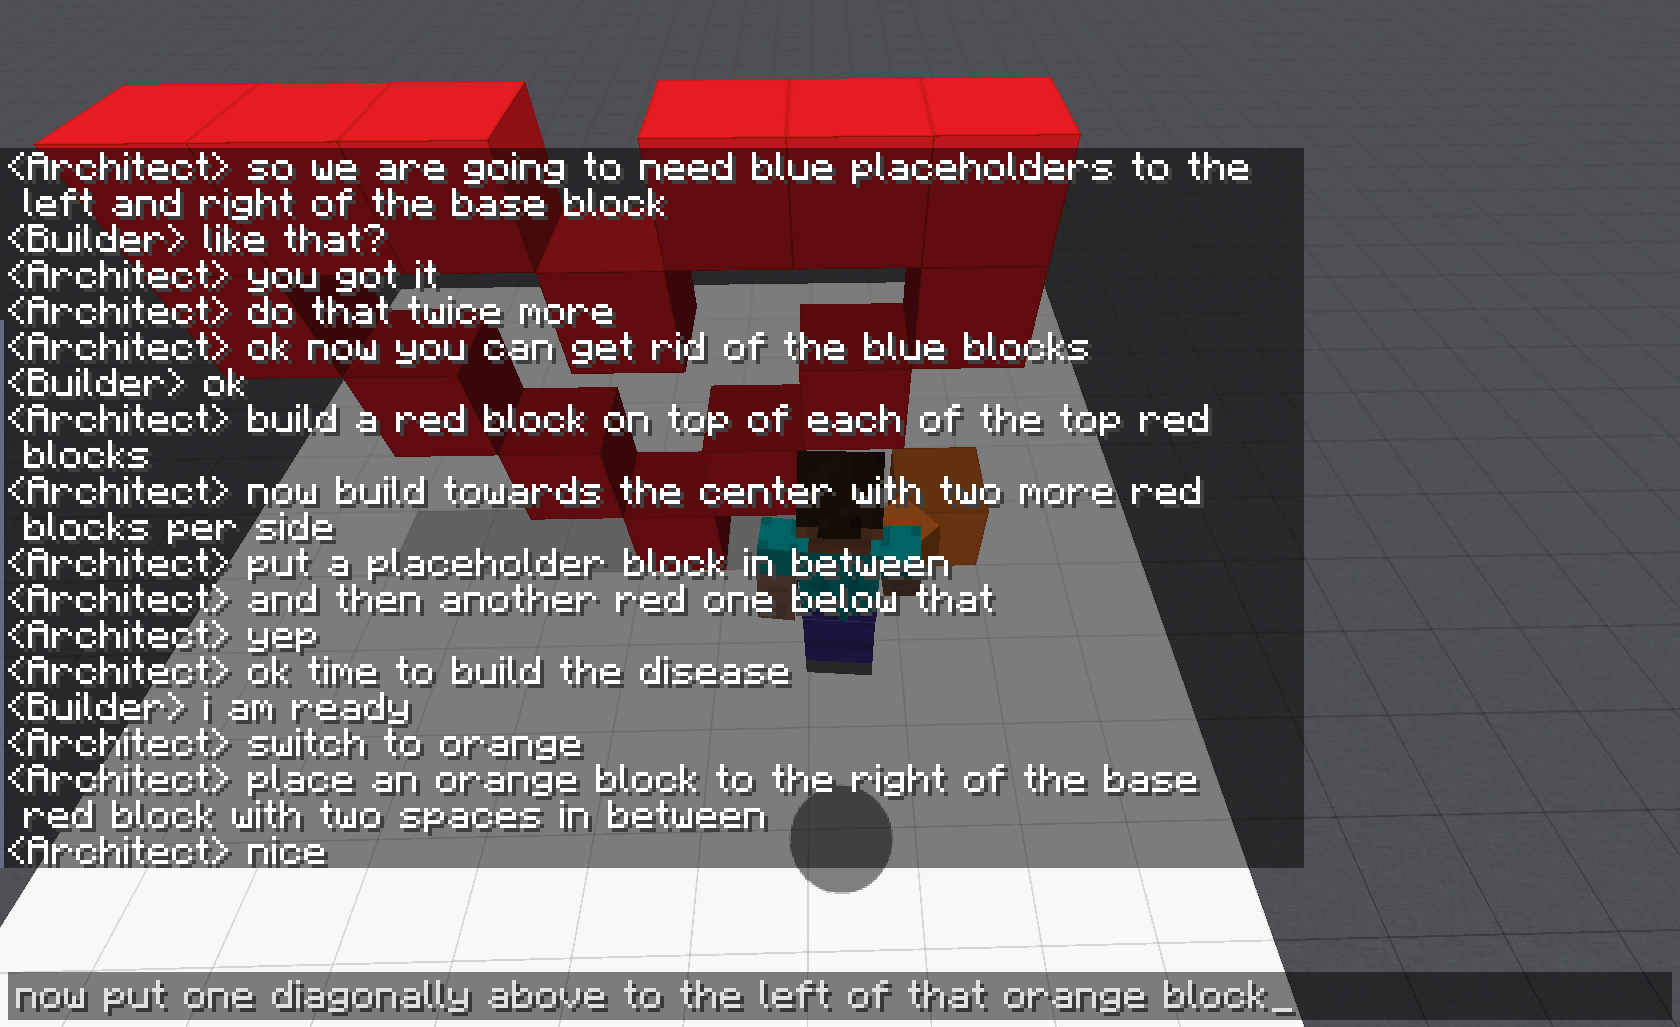 <Architect> so we are going to need blue placeholders to the
left and right of the base block
<Builder> like that?
<Architect> you got it
<Architect> do that twice more
<Architect> ok now you can get rid of the blue blocks
<Builder> ok
<Architect> build a red block on top of each of the top red
blocks
<Architect> now build towards the center with two more red
blocks per side
<Architect> put a placeholder block in between
<Architect> and then another red one below that
<Architect> yep
<Architect> ok time to build the disease
<Builder> i am ready
<Architect> switch to orange
<Architect> place an orange block to the right of the base
red block with two spaces in between
<Architect> nice
now put one diagonally above to the left of that orange block_